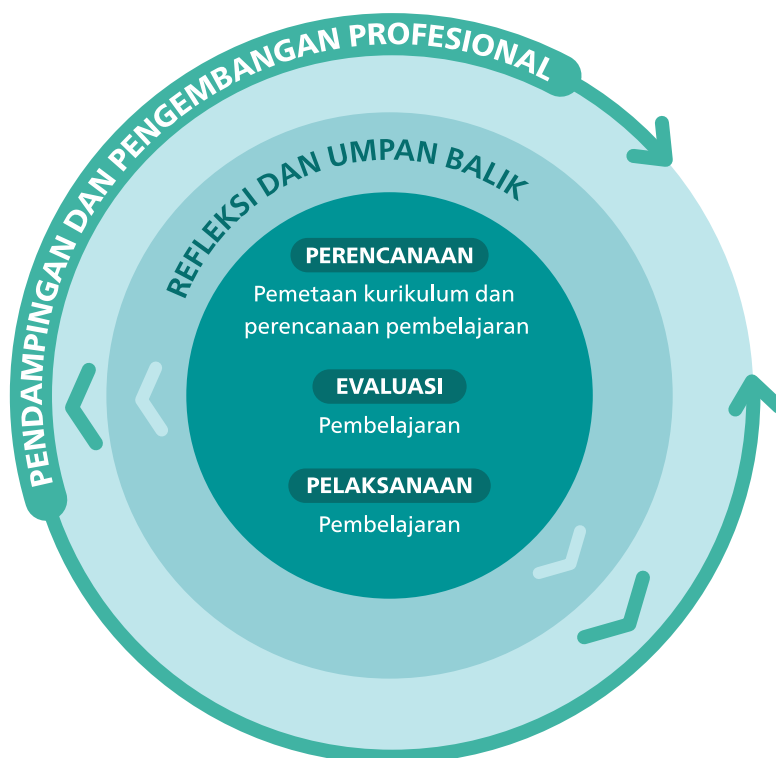 PENDAMPINGAN DAN PENGEMBANGAN PROFESIONAL
REFLEKSI DAN UMPAN BALIK
PERENCANAAN
Pemetaan kurikulum dan
perencanaan pembelajaran
EVALUASI
Pembelajaran
PELAKSANAAN
Pembelajaran